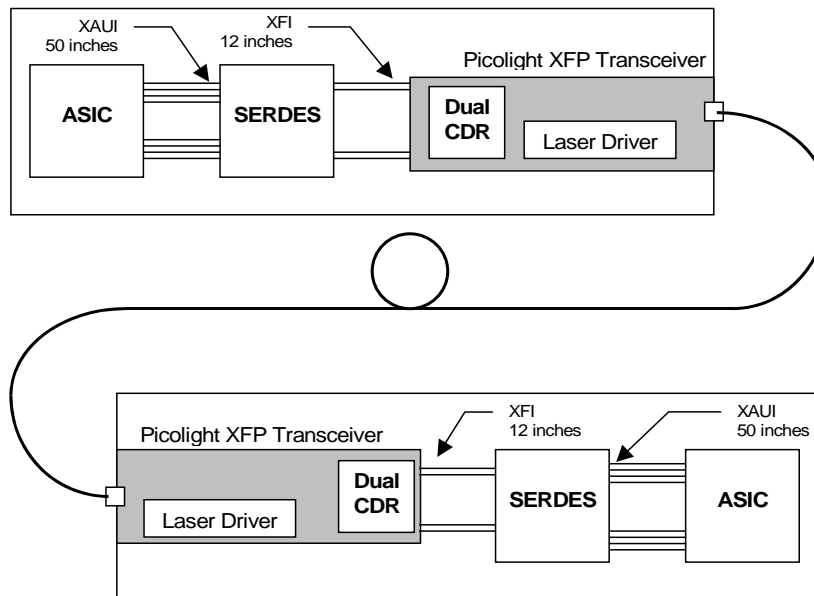 XAUI
50 inches
XFI
12 inches
Picolight XFP Transceiver
ASIC
SERDES
Dual
CDR
Laser Driver
XFI
12 inches
XAUI
50 inches
Picolight XFP Transceiver
Dual
CDR
Laser Driver
SERDES
ASIC